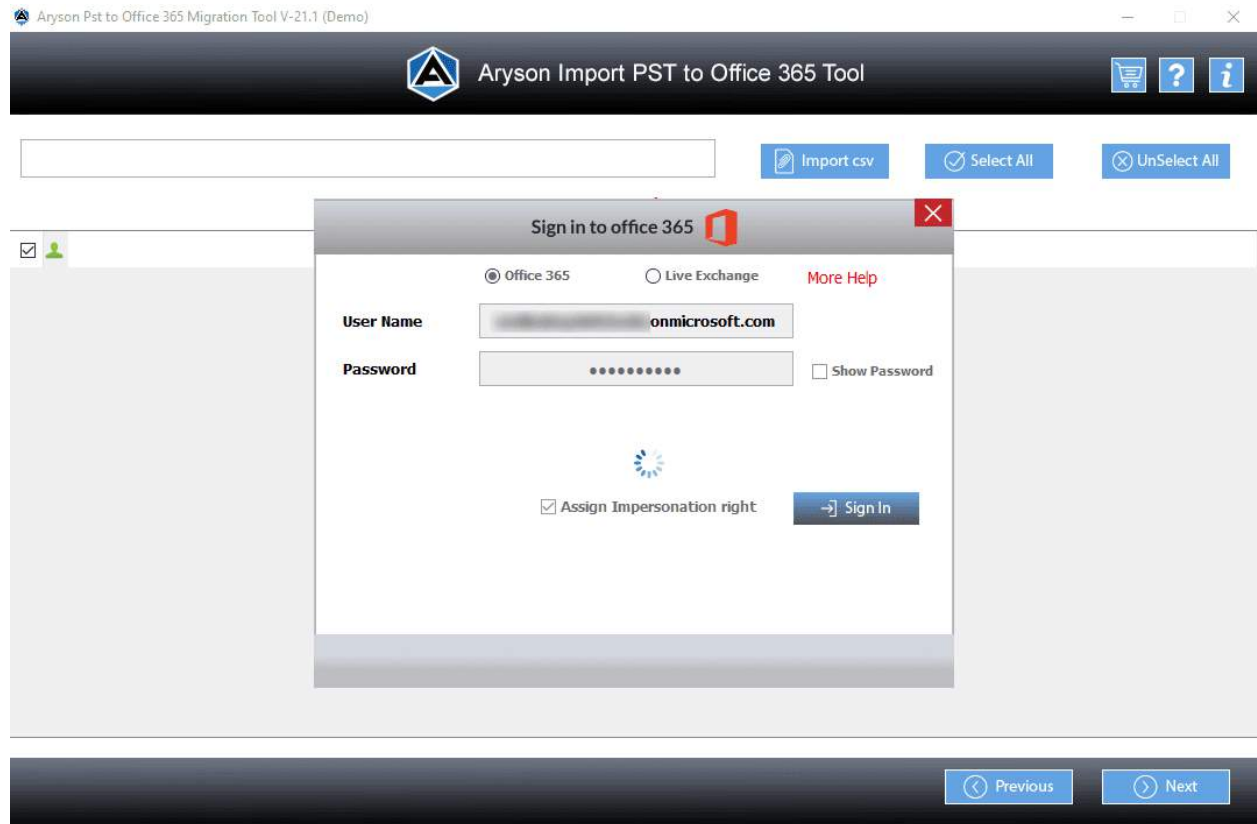 Aryson Pst to Office 365 Migration Tool V-21.1 (Demo)
Aryson Import PST to Office 365 Tool
Import csv
Select All
UnSelect All
Sign in to office 365
Office 365
Live Exchange
More Help
User Name
onmicrosoft.com
Password
Show Password
Assign Impersonation right
Sign In
Previous
Next